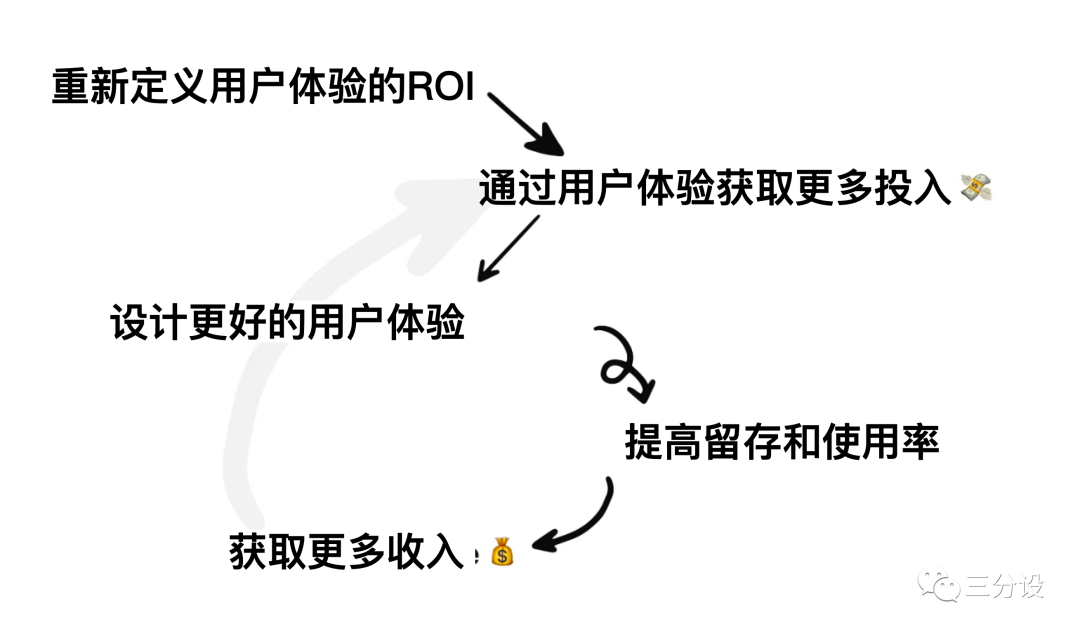 重新定义用户体验的ROI
通过用户体验获取更多投入💸
设计更好的用户体验
提高留存和使用率
获取更多收入e💰
三分设